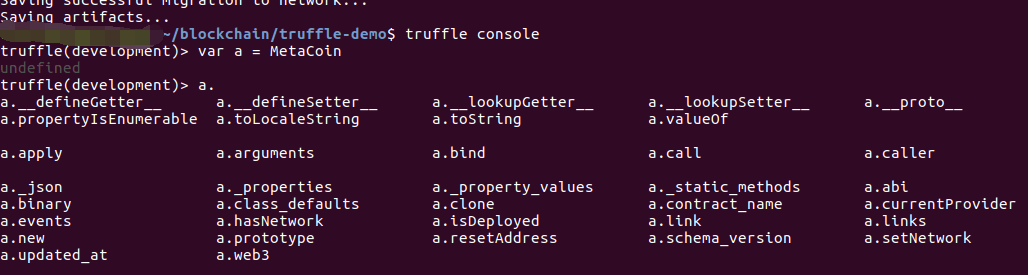 Saving successful migration to network...
Saving artifacts...
~/blockchain/truffle-demo$ truffle console
truffle(development)> var a = MetaCoin
undefined
truffle(development)> a.
a.__defineGetter__ a.__defineSetter__ a.__lookupGetter__ a.__lookupSetter__ a.__proto__
a.propertyIsEnumerable a.toLocaleString a.toString a.valueOf
a.apply a.arguments a.bind a.call a.caller
a._json a._properties a._property_values a._static_methods a.abi
a.binary a.class_defaults a.clone a.contract_name a.currentProvider
a.events a.hasNetwork a.isDeployed a.link a.links
a.new a.prototype a.resetAddress a.schema_version a.setNetwork
a.updated_at a.web3